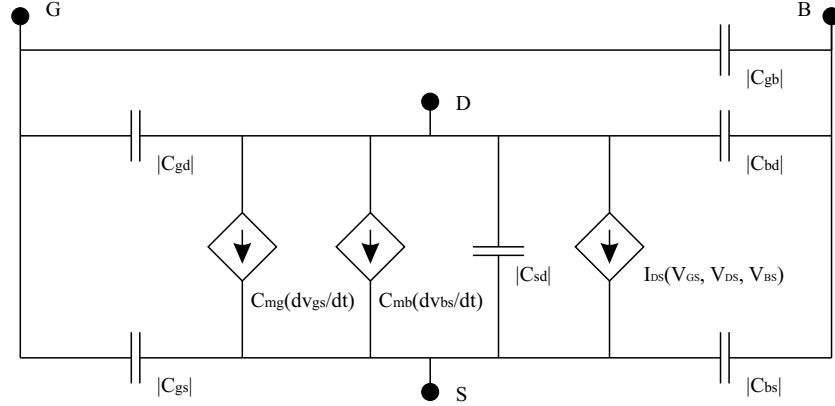 G
B
|Cgb|
D
|Cgd|
|Cbd|
|Csd|
IDS(VGS, VDS, VBS)
Cmg(dvgs/dt)
Cmb(dvbs/dt)
|Cgs|
S
|Cbs|